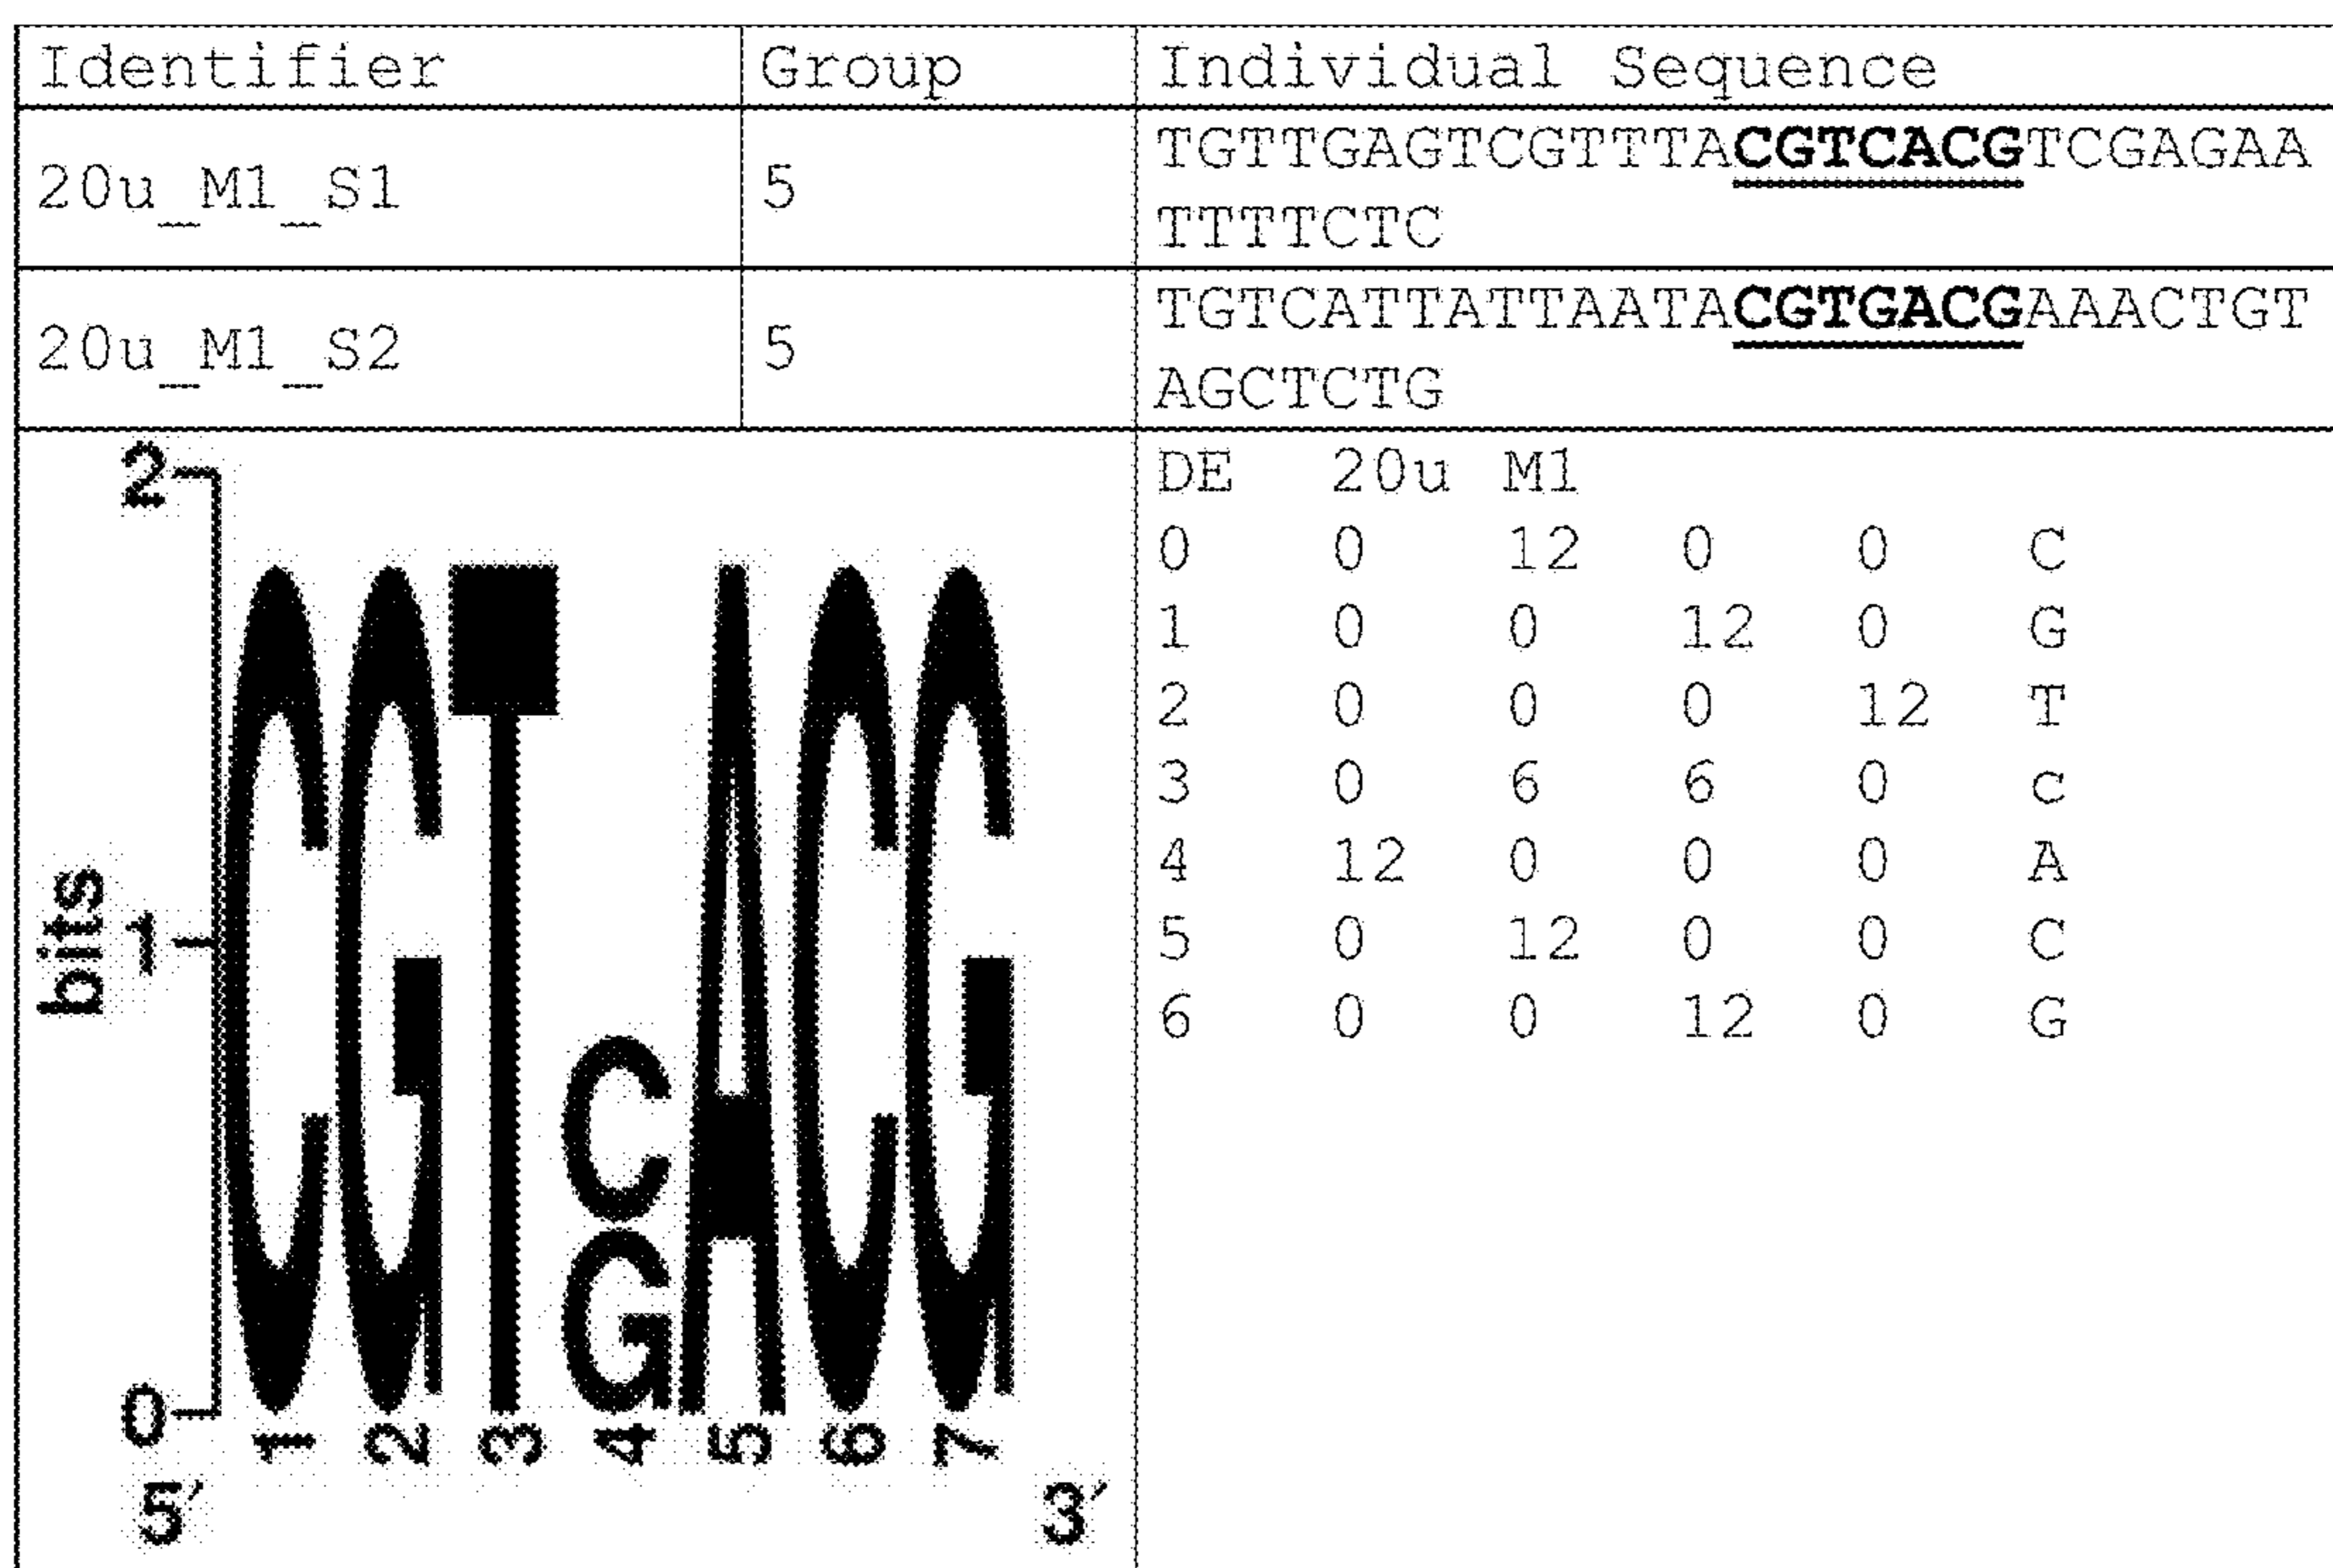 Identifier Group Individual Sequence
20u_M1_S1 5 TGTTGAGTCGTTTACGTCACGTCGAGAA
TTTTCTC
20u_M1_S2 5 TGTCATTATTAATACGTGACGAAACTGT
AGCTCTG
DE 20u M1
0 0 12 0 0 C
1 0 0 12 0 G
2 0 0 0 12 T
3 0 6 6 0 c
4 12 0 0 0 A
5 0 12 0 0 C
6 0 0 12 0 G
2
bits
1
0
CGTCACG
G
1 2 3 4 5 6 7
5′ 3′